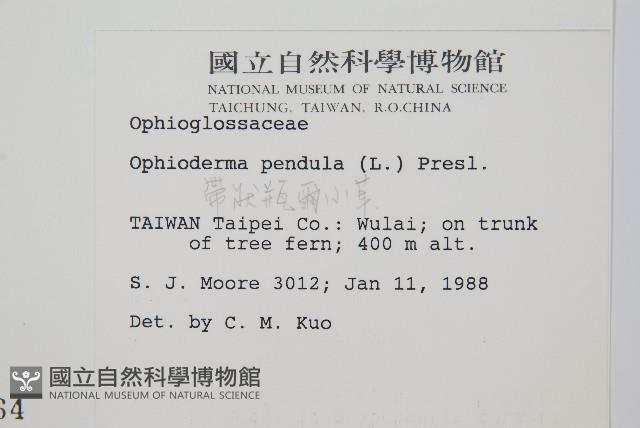 國立自然科學博物館
NATIONAL MUSEUM OF NATURAL SCIENCE
TAICHUNG, TAIWAN, R.O.CHINA
Ophioglossaceae
Ophioderma pendula (L.) Presl.
帶狀瓶爾小草
TAIWAN Taipei Co.: Wulai; on trunk
of tree fern; 400 m alt.
S. J. Moore 3012; Jan 11, 1988
Det. by C. M. Kuo
國立自然科學博物館
NATIONAL MUSEUM OF NATURAL SCIENCE
64